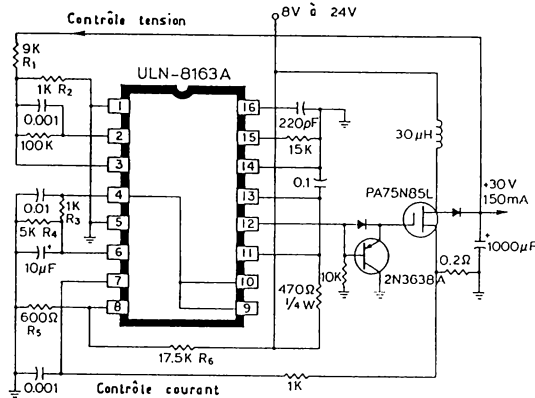 Contrôle tension
8V à 24V
9K
R1
ULN-8163A
1K R2
0.001
100K
1
2
3
4
5
6
7
8
16
15
14
13
12
11
10
9
220pF
15K
0.1
30µH
PA75N85L
+30V
150mA
+
1000µF
0.2Ω
2N3638A
10K
470Ω
1/4W
0.01
1K
R3
5K R4
+
10µF
600Ω
R5
17.5K R6
0.001
Contrôle courant
1K